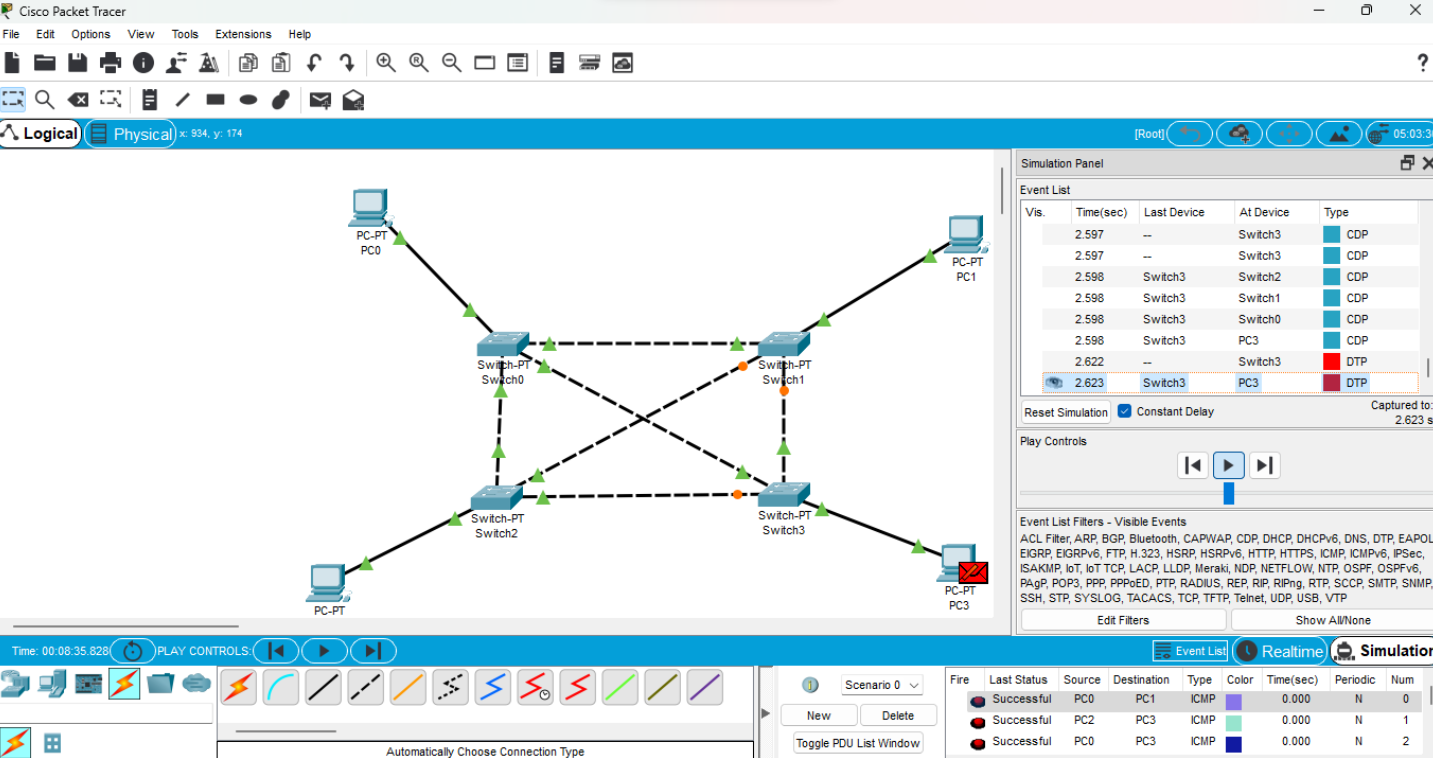 Cisco Packet Tracer
File Edit Options View Tools Extensions Help
?
Logical Physical x: 934, y: 174 [Root] 05:03:3
Simulation Panel
Event List
Vis. Time(sec) Last Device At Device Type
2.597 -- Switch3 CDP
2.597 -- Switch3 CDP
2.598 Switch3 Switch2 CDP
2.598 Switch3 Switch1 CDP
2.598 Switch3 Switch0 CDP
2.598 Switch3 PC3 CDP
2.622 -- Switch3 DTP
2.623 Switch3 PC3 DTP
Reset Simulation Constant Delay
Captured to:
2.623 s
Play Controls
Event List Filters - Visible Events
ACL Filter, ARP, BGP, Bluetooth, CAPWAP, CDP, DHCP, DHCPv6, DNS, DTP, EAPOL
EIGRP, EIGRPv6, FTP, H.323, HSRP, HSRPv6, HTTP, HTTPS, ICMP, ICMPv6, IPSec,
ISAKMP, IoT, IoT TCP, LACP, LLDP, Meraki, NDP, NETFLOW, NTP, OSPF, OSPFv6,
PAgP, POP3, PPP, PPPoED, PTP, RADIUS, REP, RIP, RIPng, RTP, SCCP, SMTP, SNMP,
SSH, STP, SYSLOG, TACACS, TCP, TFTP, Telnet, UDP, USB, VTP
Edit Filters Show All/None
PC-PT
PC0
PC-PT
PC1
Switch-PT
Switch0
Switch-PT
Switch1
Switch-PT
Switch2
Switch-PT
Switch3
PC-PT
PC-PT
PC3
Time: 00:08:35.828 PLAY CONTROLS: Event List Realtime Simulation
Automatically Choose Connection Type
Scenario 0
New Delete
Toggle PDU List Window
Fire Last Status Source Destination Type Color Time(sec) Periodic Num
Successful PC0 PC1 ICMP 0.000 N 0
Successful PC2 PC3 ICMP 0.000 N 1
Successful PC0 PC3 ICMP 0.000 N 2